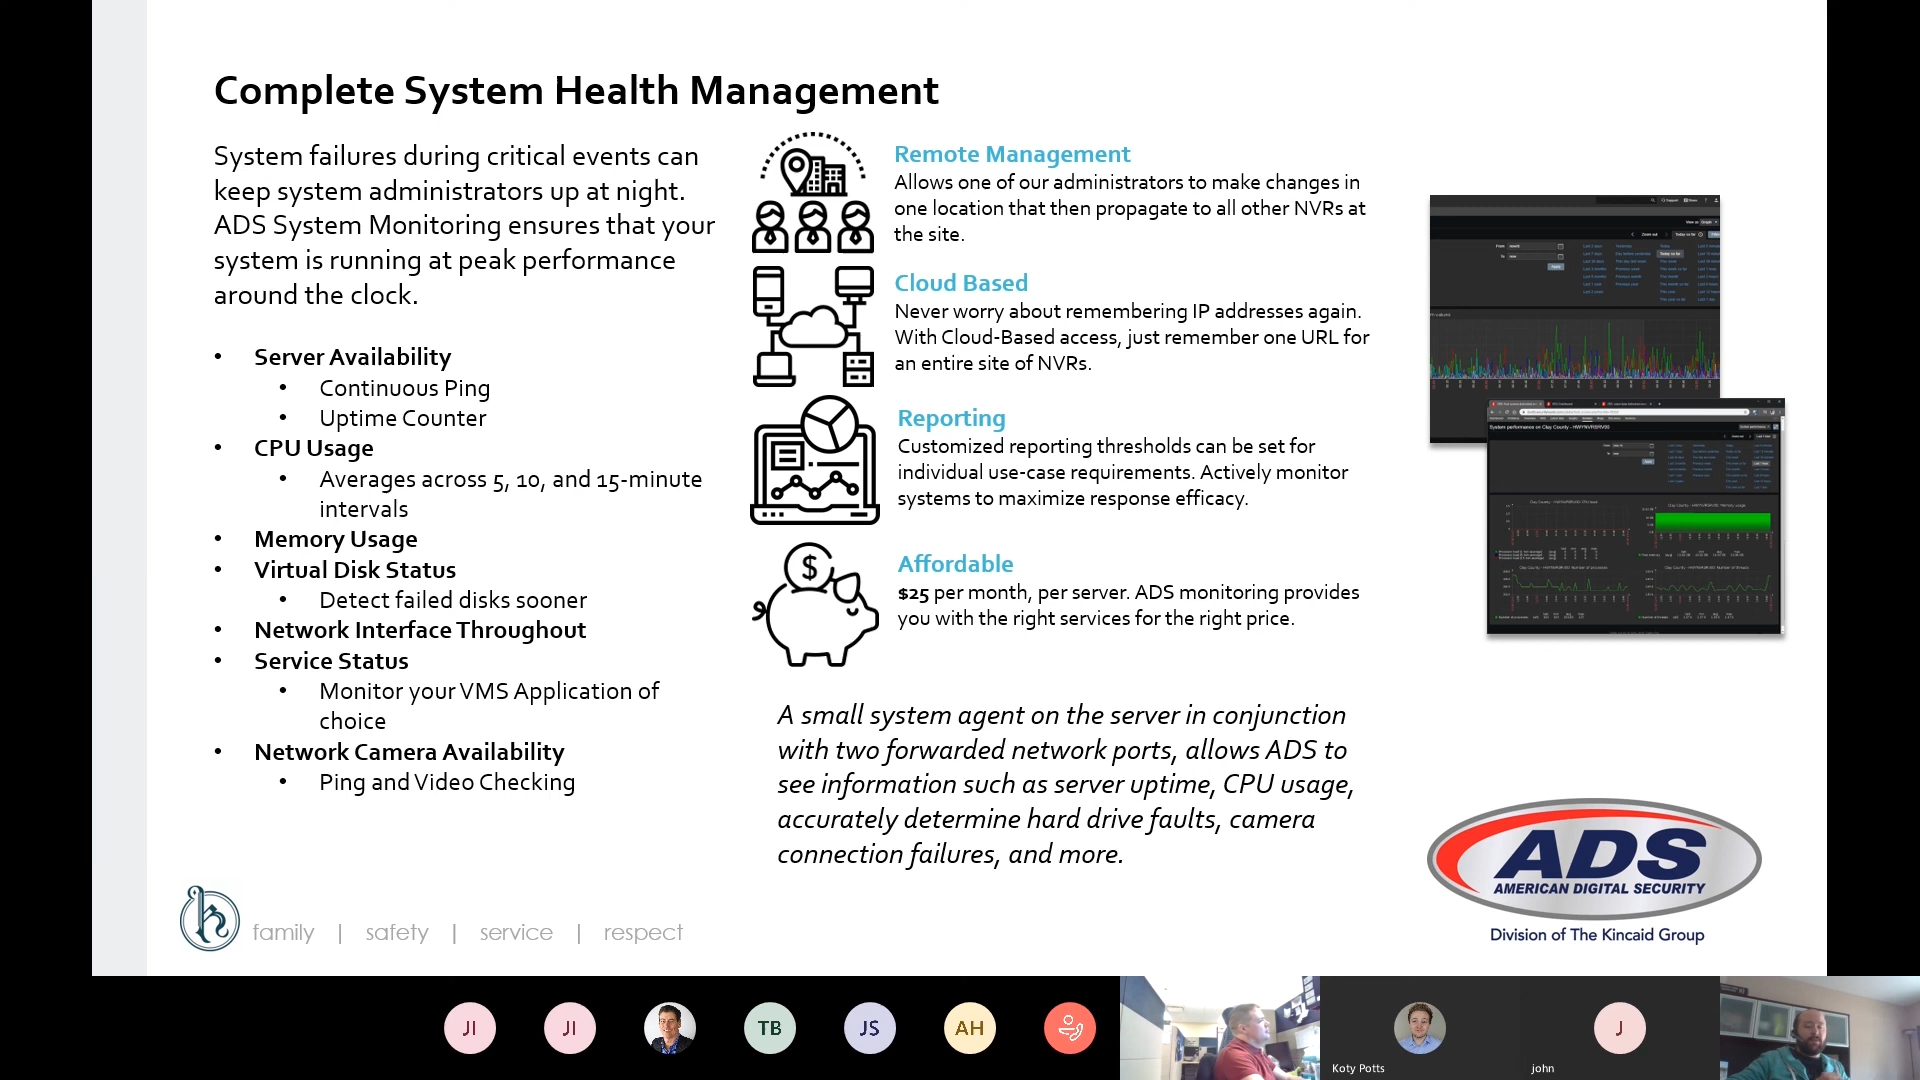 Complete System Health Management
System failures during critical events can
keep system administrators up at night.
ADS System Monitoring ensures that your
system is running at peak performance
around the clock.
• Server Availability
• Continuous Ping
• Uptime Counter
• CPU Usage
• Averages across 5, 10, and 15-minute
intervals
• Memory Usage
• Virtual Disk Status
• Detect failed disks sooner
• Network Interface Throughout
• Service Status
• Monitor your VMS Application of
choice
• Network Camera Availability
• Ping and Video Checking
Remote Management
Allows one of our administrators to make changes in
one location that then propagate to all other NVRs at
the site.
Cloud Based
Never worry about remembering IP addresses again.
With Cloud-Based access, just remember one URL for
an entire site of NVRs.
Reporting
Customized reporting thresholds can be set for
individual use-case requirements. Actively monitor
systems to maximize response efficacy.
$
Affordable
$25 per month, per server. ADS monitoring provides
you with the right services for the right price.
A small system agent on the server in conjunction
with two forwarded network ports, allows ADS to
see information such as server uptime, CPU usage,
accurately determine hard drive faults, camera
connection failures, and more.
System performance on Clay County - HWYNVRSRV00
ADS
AMERICAN DIGITAL SECURITY
Division of The Kincaid Group
family | safety | service | respect
JI
JI
TB
JS
AH
Koty Potts
J
john